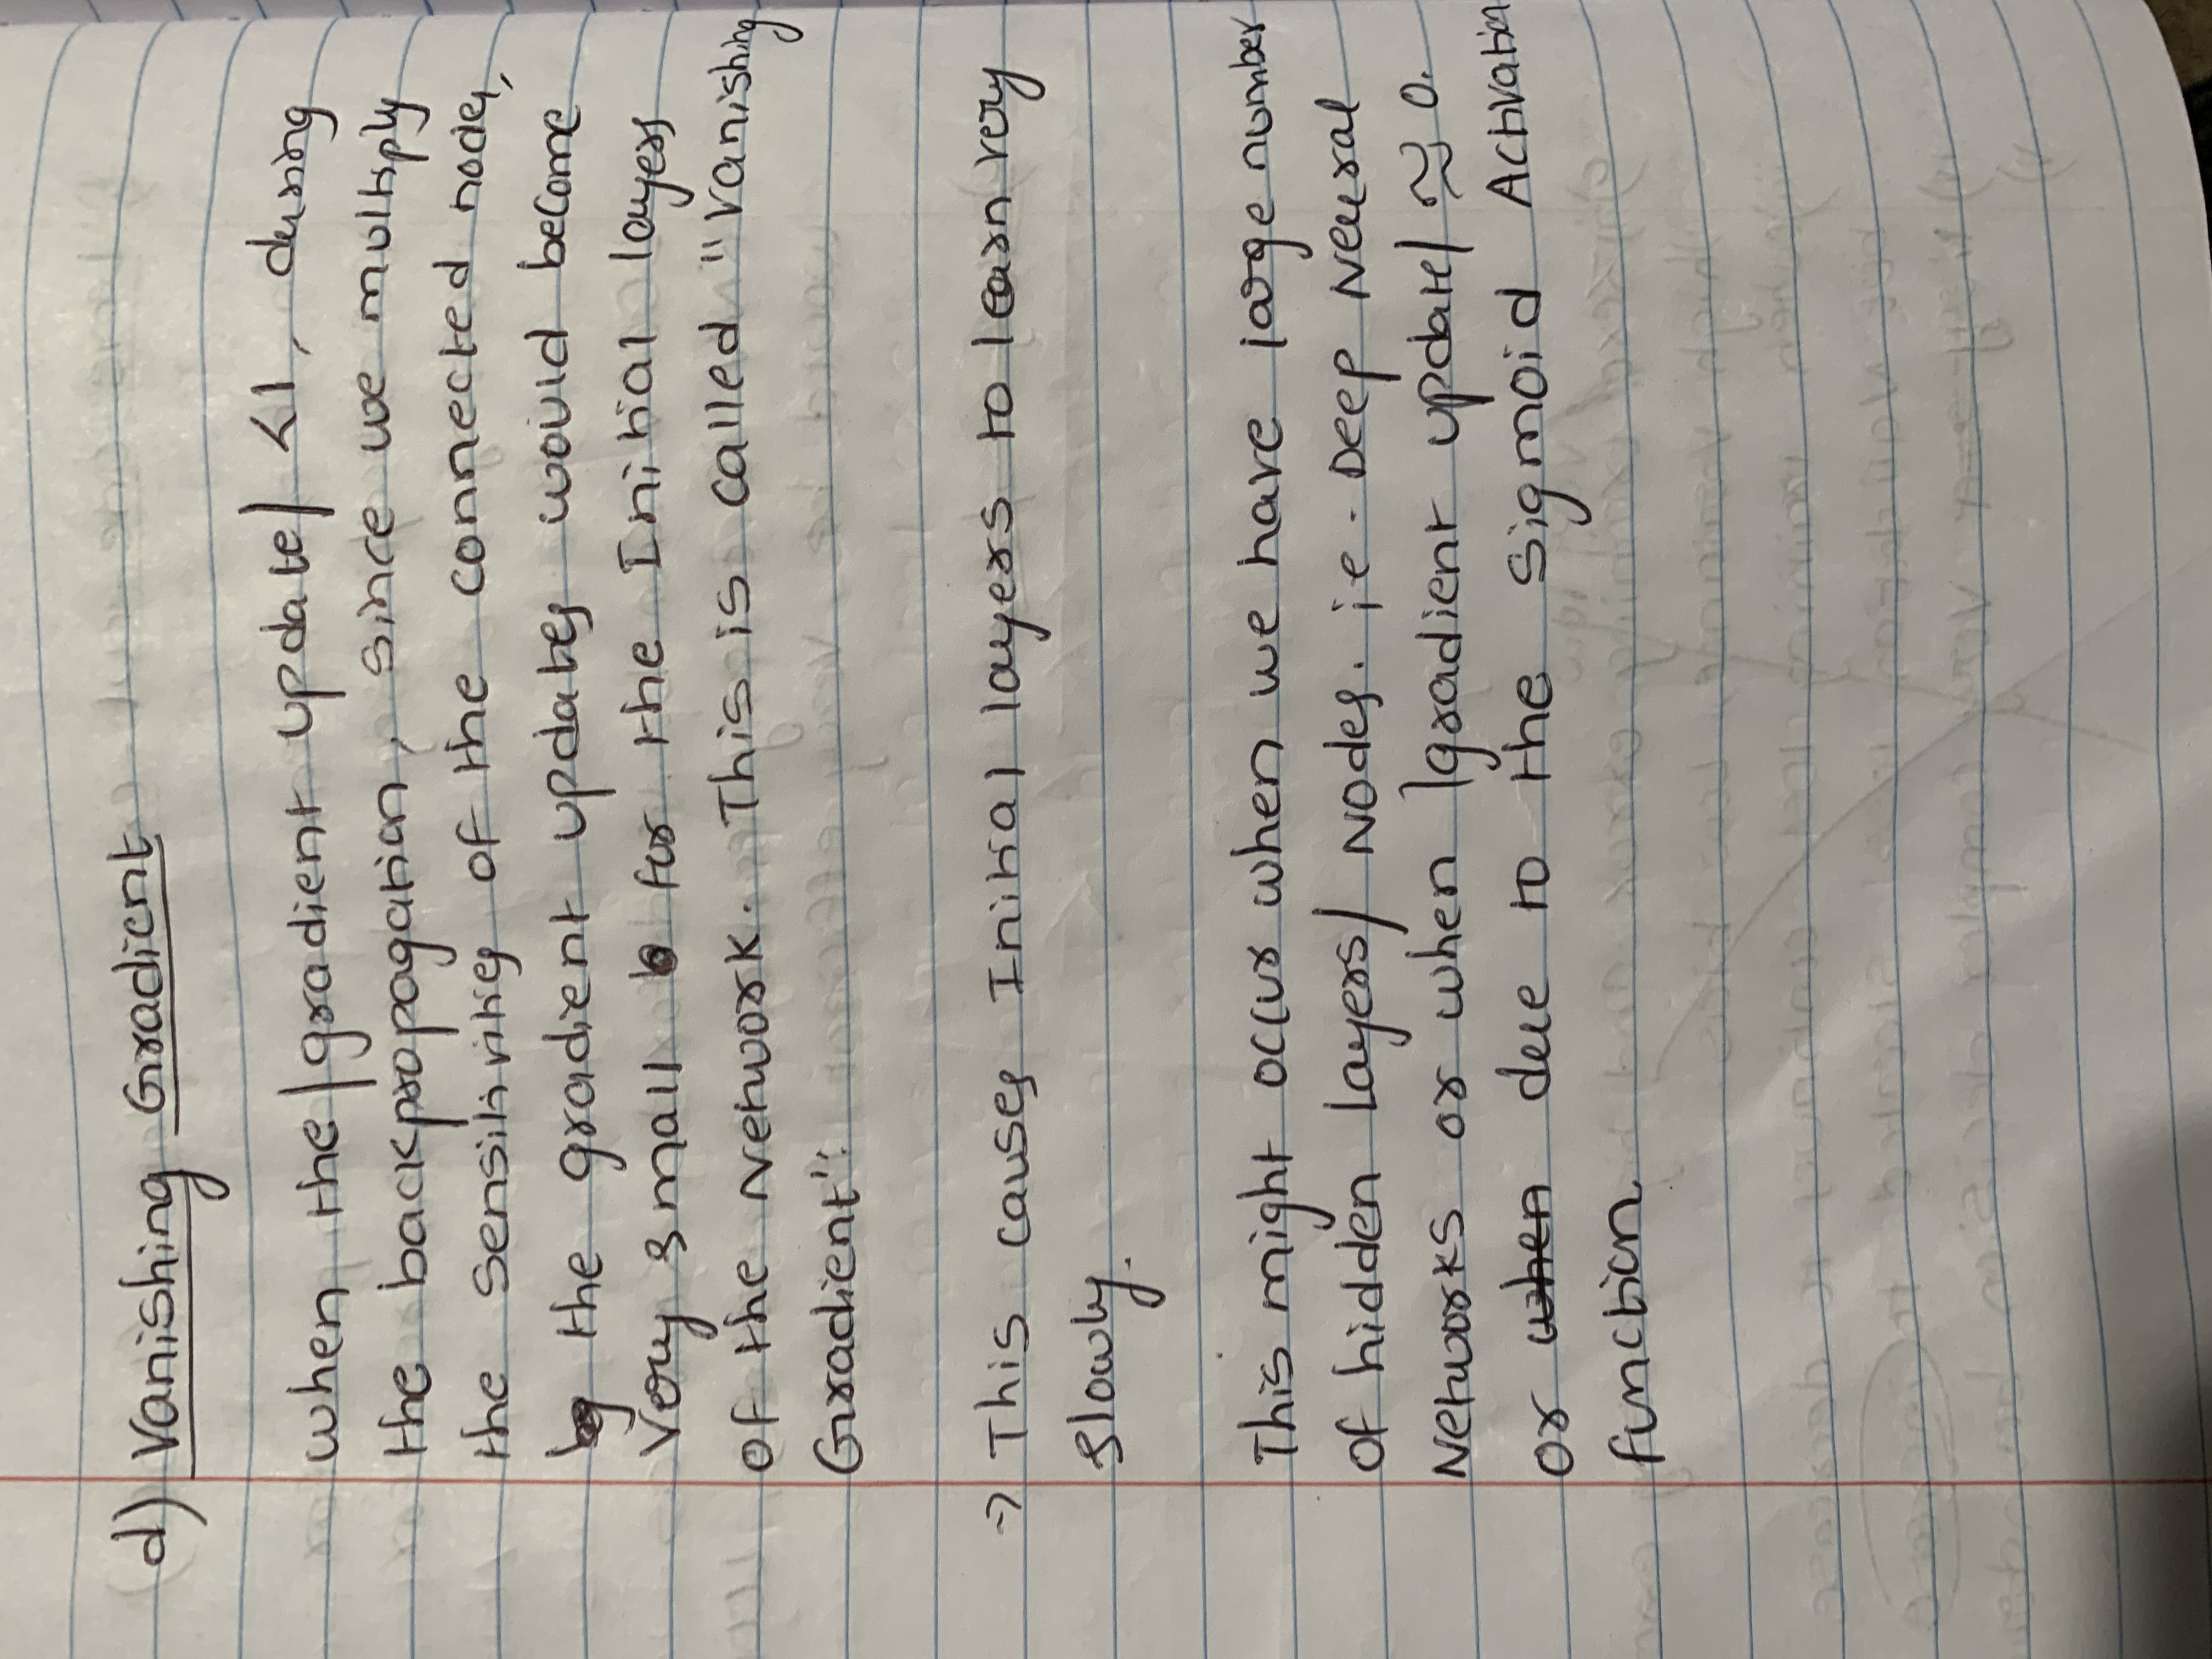 d) Vanishing Gradient
when the |gradient update| <1, during
the backpropagation, since we multiply
the sensitivities of the connected nodes,
the gradient updates would become
very small for the Initial layers
of the Network. This is called "Vanishing
Gradient".
-> This causes Initial layers to learn very
slowly.
This might occur when we have large number
of hidden layers/ Nodes. ie. Deep Neural
Networks or when |gradient update| ≈ 0.
or when due to the Sigmoid Activation
function